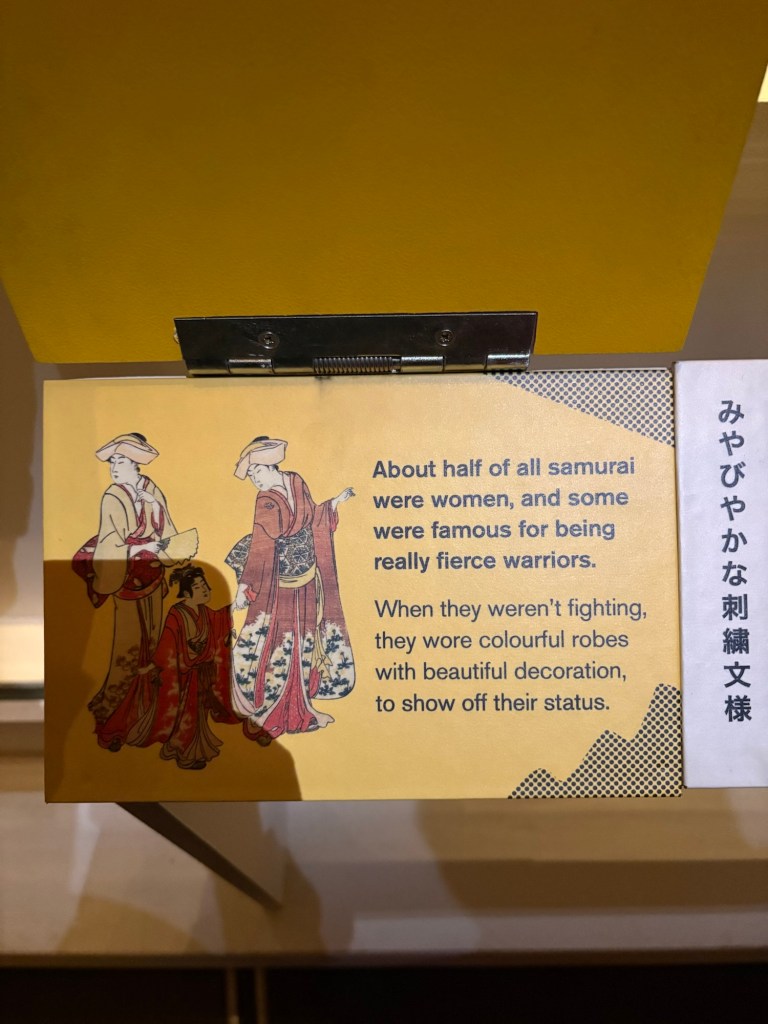 About half of all samurai
were women, and some
were famous for being
really fierce warriors.
When they weren't fighting,
they wore colourful robes
with beautiful decoration,
to show off their status.
みやびやかな刺繍文様